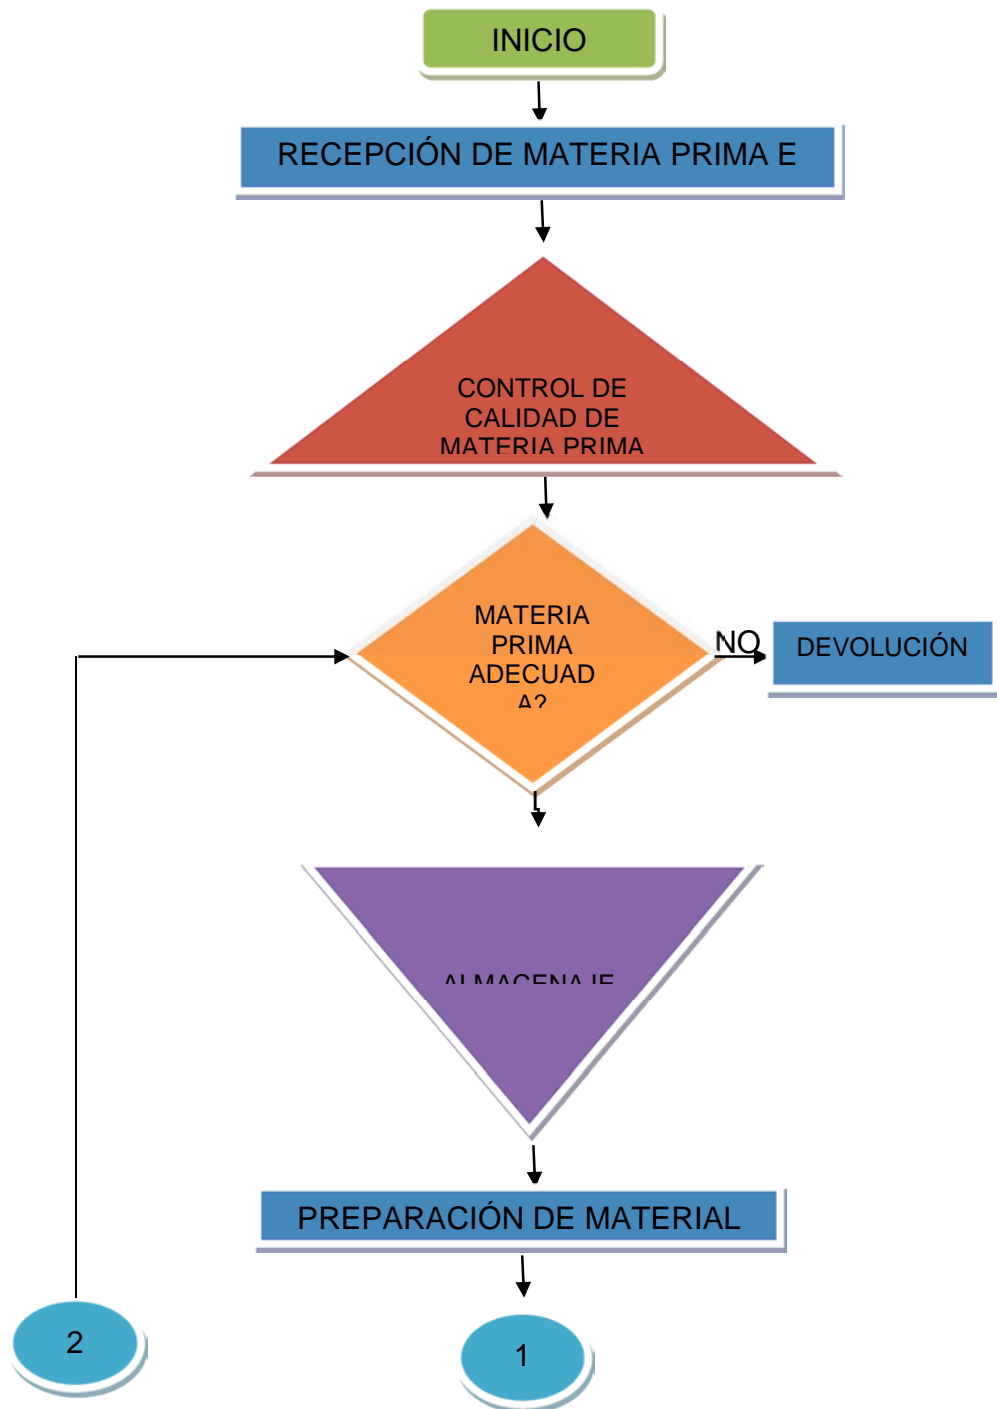 INICIO
RECEPCIÓN DE MATERIA PRIMA E
CONTROL DE
CALIDAD DE
MATERIA PRIMA
MATERIA
PRIMA
ADECUAD
A?
NO
DEVOLUCIÓN
ALMACENAJE
PREPARACIÓN DE MATERIAL
2
1